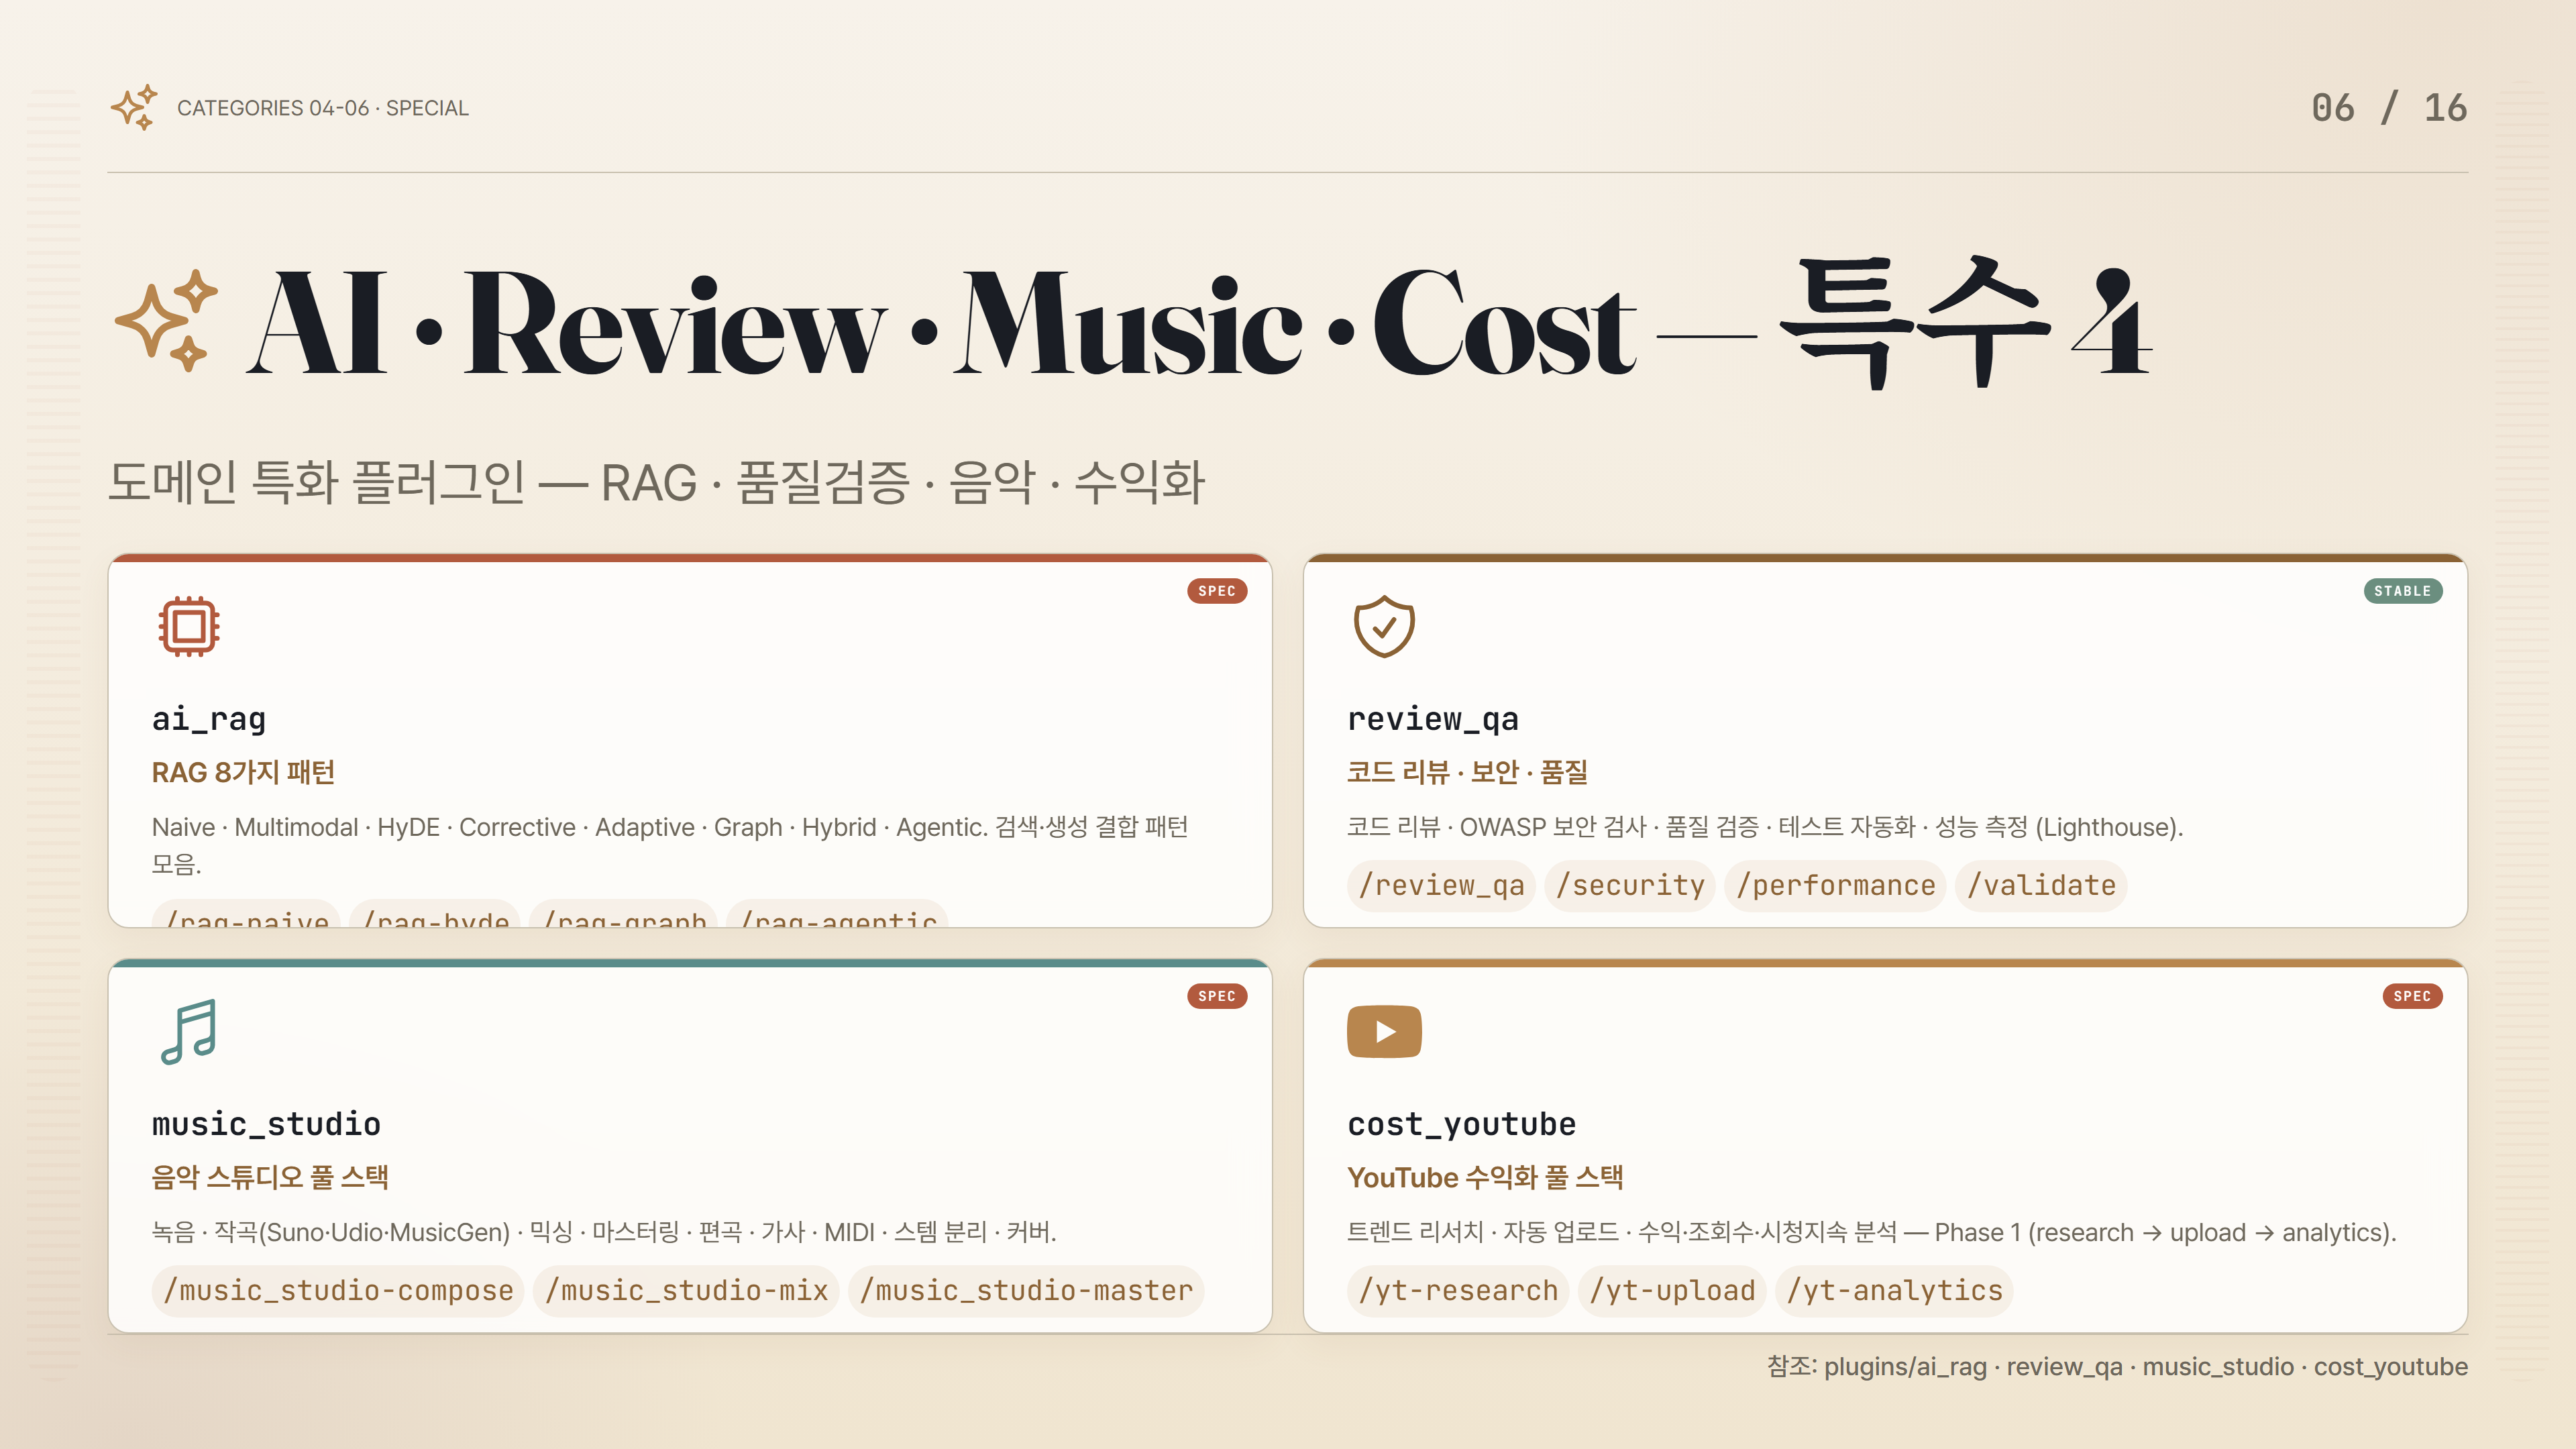 CATEGORIES 04-06 · SPECIAL
06 / 16
AI · Review · Music · Cost — 특수 4
도메인 특화 플러그인 — RAG · 품질검증 · 음악 · 수익화
SPEC
ai_rag
RAG 8가지 패턴
Naive · Multimodal · HyDE · Corrective · Adaptive · Graph · Hybrid · Agentic. 검색·생성 결합 패턴
모음.
/rag-naive /rag-hyde /rag-graph /rag-agentic
STABLE
review_qa
코드 리뷰 · 보안 · 품질
코드 리뷰 · OWASP 보안 검사 · 품질 검증 · 테스트 자동화 · 성능 측정 (Lighthouse).
/review_qa /security /performance /validate
SPEC
music_studio
음악 스튜디오 풀 스택
녹음 · 작곡(Suno·Udio·MusicGen) · 믹싱 · 마스터링 · 편곡 · 가사 · MIDI · 스템 분리 · 커버.
/music_studio-compose /music_studio-mix /music_studio-master
SPEC
cost_youtube
YouTube 수익화 풀 스택
트렌드 리서치 · 자동 업로드 · 수익·조회수·시청지속 분석 — Phase 1 (research → upload → analytics).
/yt-research /yt-upload /yt-analytics
참조: plugins/ai_rag · review_qa · music_studio · cost_youtube